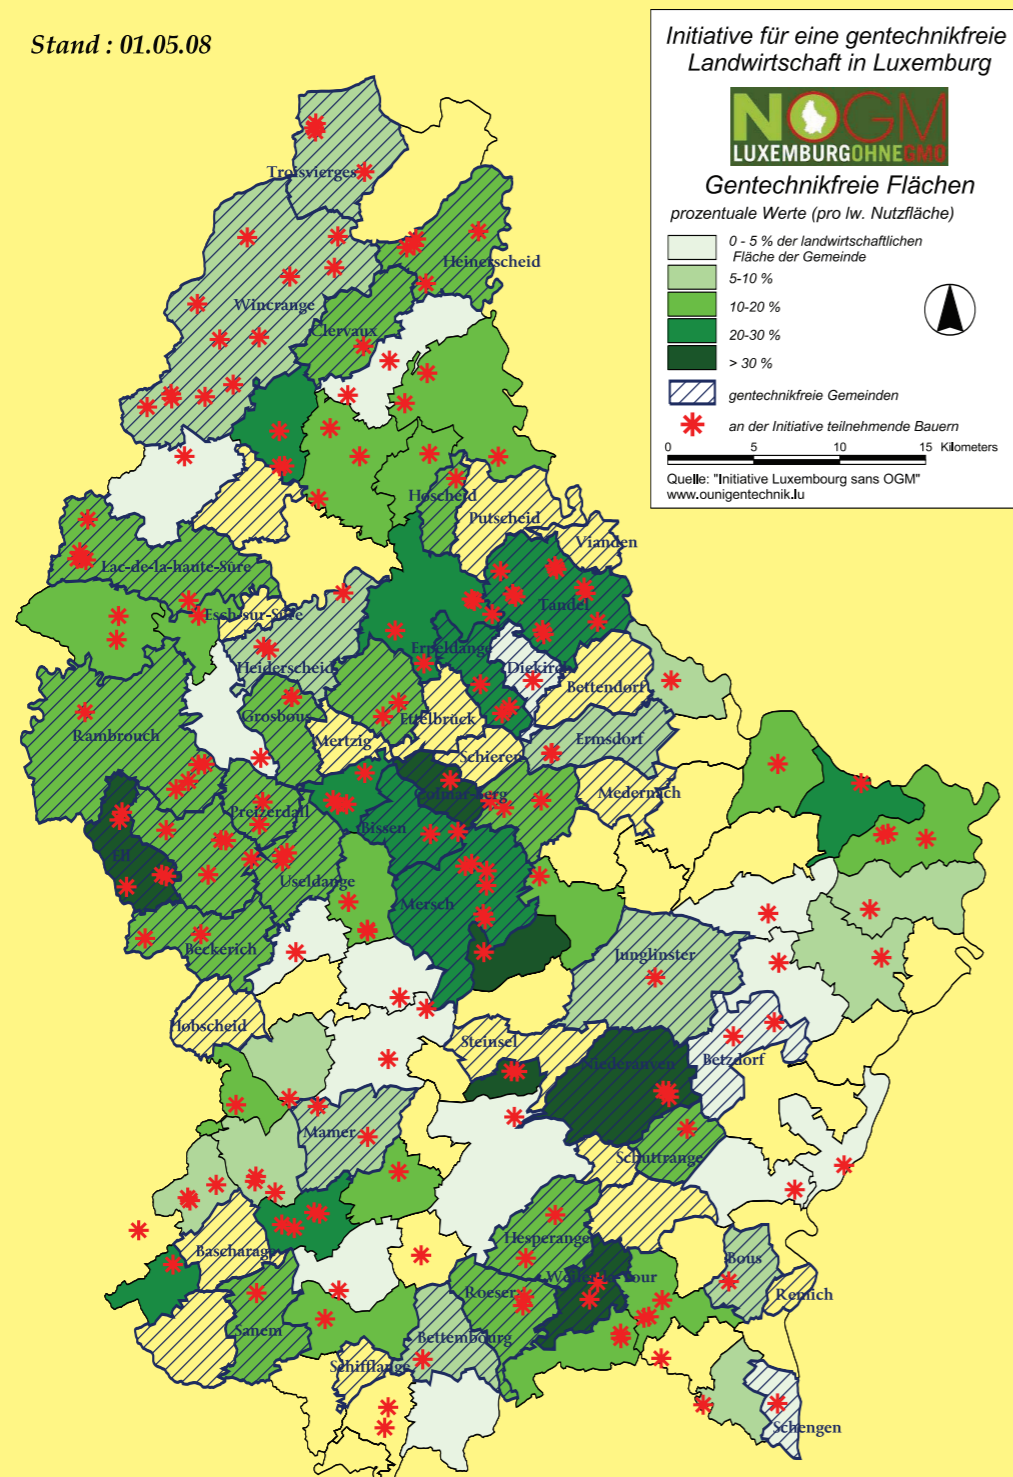 Stand : 01.05.08
Initiative für eine gentechnikfreie
Landwirtschaft in Luxemburg
NOGM
LUXEMBURGOHNEGMO
Gentechnikfreie Flächen
prozentuale Werte (pro lw. Nutzfläche)
0 - 5 % der landwirtschaftlichen
Fläche der Gemeinde
5-10 %
10-20 %
20-30 %
> 30 %
gentechnikfreie Gemeinden
an der Initiative teilnehmende Bauern
0 5 10 15 Kilometers
Quelle: "Initiative Luxembourg sans OGM"
www.ounigentechnik.lu
Troisvierges
Heinerscheid
Wincrange
Clervaux
Hoscheid
Putscheid
Vianden
Lac-de-la-haute-Sûre
Tandel
Esch-sur-Sûre
Erpeldange
Heiderscheid
Diekirch
Bettendorf
Grosbous
Ettelbrück
Rambrouch
Mertzig
Ermsdorf
Schieren
Medernach
Colmar-Berg
Preizerdall
Bissen
Ell
Useldange
Mersch
Beckerich
Junglinster
Hobscheid
Steinsel
Niederanven
Betzdorf
Mamer
Schuttrange
Hesperange
Bascharage
Bous
Weiler-la-Tour
Roeser
Remich
Sanem
Bettembourg
Schifflange
Schengen